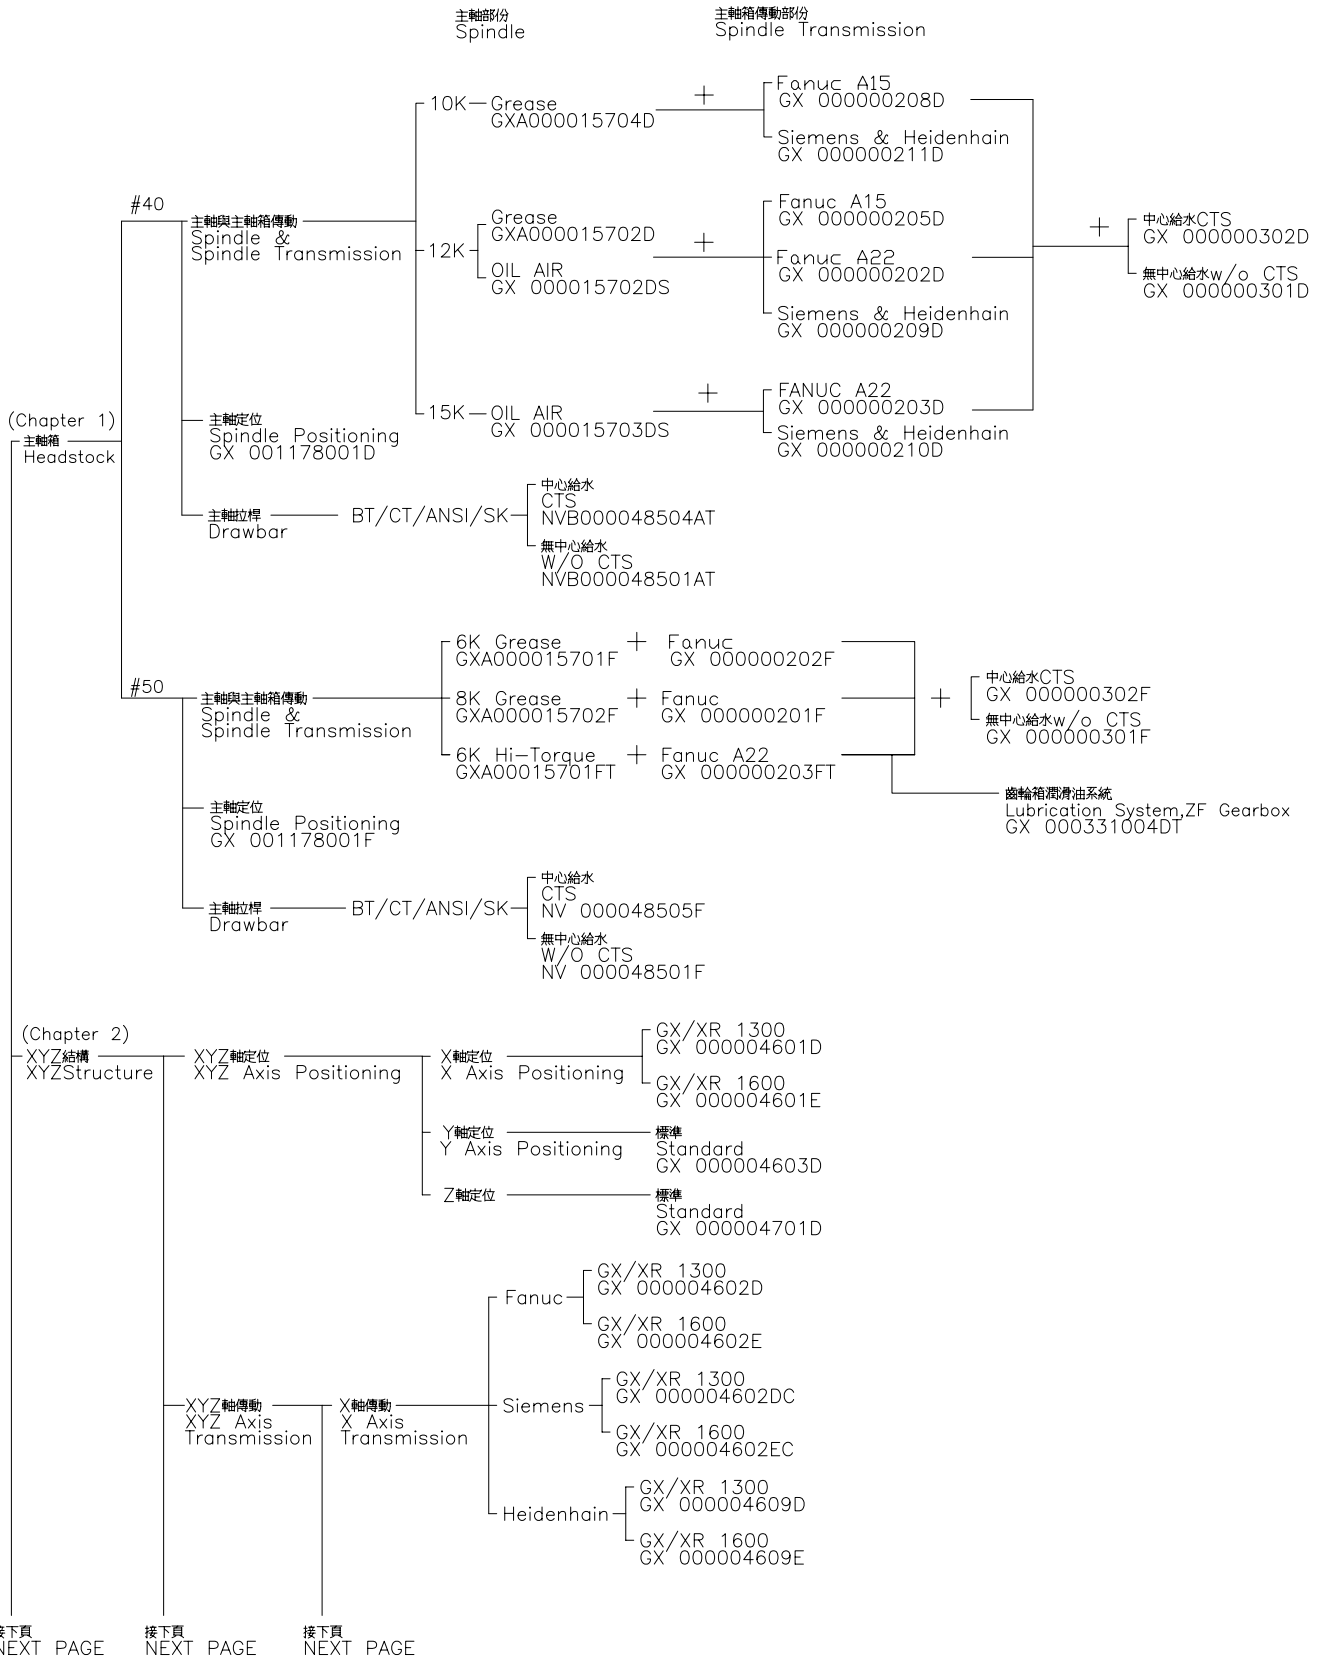 主軸部份
Spindle
主軸箱傳動部份
Spindle Transmission
(Chapter 1)
主軸箱
Headstock
#40
主軸與主軸箱傳動
Spindle &
Spindle Transmission
10K
Grease
GXA000015704D
+
Fanuc A15
GX 000000208D
Siemens & Heidenhain
GX 000000211D
12K
Grease
GXA000015702D
OIL AIR
GX 000015702DS
+
Fanuc A15
GX 000000205D
Fanuc A22
GX 000000202D
Siemens & Heidenhain
GX 000000209D
15K
OIL AIR
GX 000015703DS
+
FANUC A22
GX 000000203D
Siemens & Heidenhain
GX 000000210D
+
中心給水CTS
GX 000000302D
無中心給水w/o CTS
GX 000000301D
主軸定位
Spindle Positioning
GX 001178001D
主軸拉桿
Drawbar
BT/CT/ANSI/SK
中心給水
CTS
NVB000048504AT
無中心給水
W/O CTS
NVB000048501AT
#50
主軸與主軸箱傳動
Spindle &
Spindle Transmission
6K Grease
GXA000015701F
+
Fanuc
GX 000000202F
8K Grease
GXA000015702F
+
Fanuc
GX 000000201F
6K Hi-Torque
GXA00015701FT
+
Fanuc A22
GX 000000203FT
+
中心給水CTS
GX 000000302F
無中心給水w/o CTS
GX 000000301F
齒輪箱潤滑油系統
Lubrication System,ZF Gearbox
GX 000331004DT
主軸定位
Spindle Positioning
GX 001178001F
主軸拉桿
Drawbar
BT/CT/ANSI/SK
中心給水
CTS
NV 000048505F
無中心給水
W/O CTS
NV 000048501F
(Chapter 2)
XYZ結構
XYZStructure
XYZ軸定位
XYZ Axis Positioning
X軸定位
X Axis Positioning
GX/XR 1300
GX 000004601D
GX/XR 1600
GX 000004601E
Y軸定位
Y Axis Positioning
標準
Standard
GX 000004603D
Z軸定位
標準
Standard
GX 000004701D
XYZ軸傳動
XYZ Axis
Transmission
X軸傳動
X Axis
Transmission
Fanuc
GX/XR 1300
GX 000004602D
GX/XR 1600
GX 000004602E
Siemens
GX/XR 1300
GX 000004602DC
GX/XR 1600
GX 000004602EC
Heidenhain
GX/XR 1300
GX 000004609D
GX/XR 1600
GX 000004609E
接下頁
NEXT PAGE
接下頁
NEXT PAGE
接下頁
NEXT PAGE